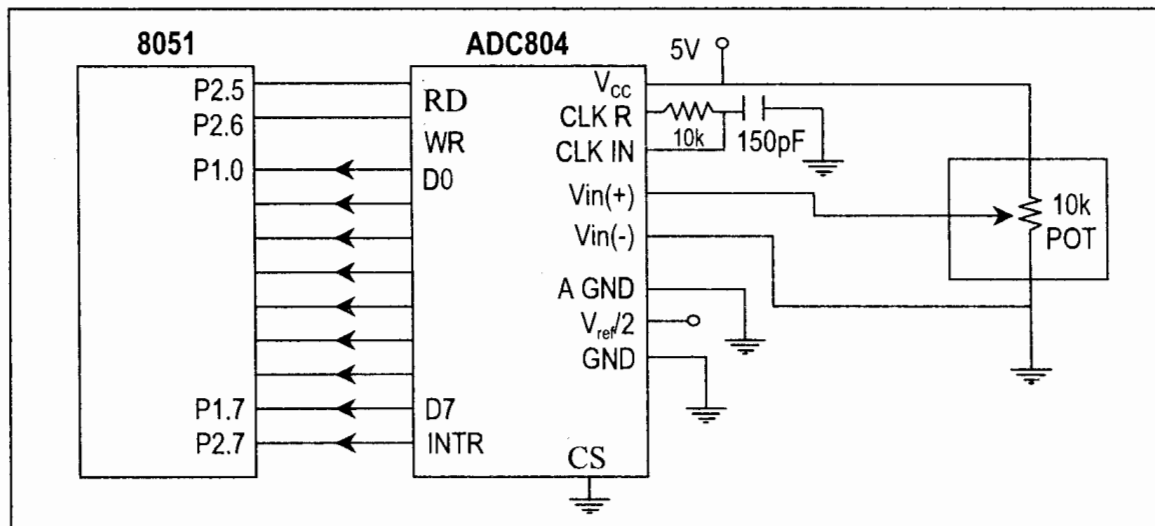 8051
ADC804
5V
P2.5
P2.6
P1.0
P1.7
P2.7
RD
WR
D0
D7
INTR
CS
Vcc
CLK R
CLK IN
Vin(+)
Vin(-)
A GND
Vref/2
GND
10k
150pF
10k
POT